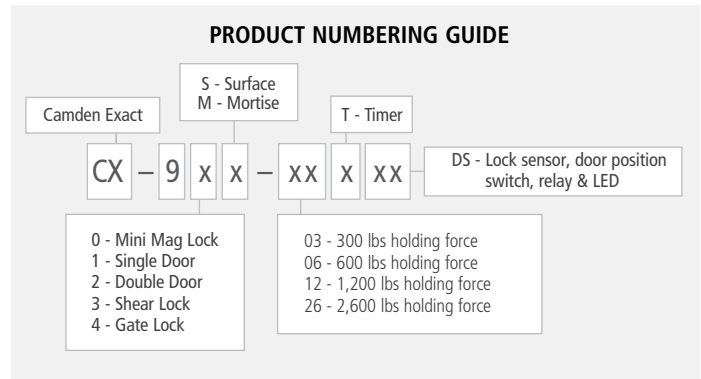 PRODUCT NUMBERING GUIDE
S - Surface
M - Mortise
Camden Exact
T - Timer
CX – 9 x x – xx x xx
DS - Lock sensor, door position
switch, relay & LED
0 - Mini Mag Lock
1 - Single Door
2 - Double Door
3 - Shear Lock
4 - Gate Lock
03 - 300 lbs holding force
06 - 600 lbs holding force
12 - 1,200 lbs holding force
26 - 2,600 lbs holding force